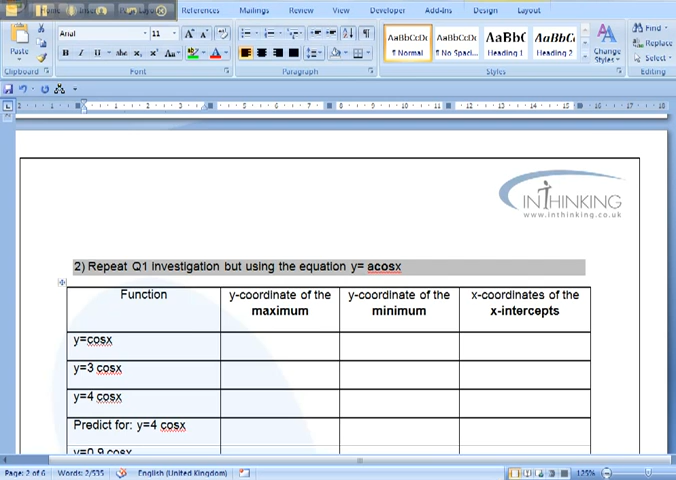 References Mailings Review View Developer Add-Ins Design Layout
Paste
Clipboard
Arial 11
Font
Paragraph
AaBbCcDc AaBbCcDc AaBbC AaBbCc
¶ Normal ¶ No Spaci... Heading 1 Heading 2
Change
Styles
Styles
Find
Replace
Select
Editing
INTHINKING
www.inthinking.co.uk
2) Repeat Q1 Investigation but using the equation y= acosx
Function y-coordinate of the maximum y-coordinate of the minimum x-coordinates of the x-intercepts
y=cosx
y=3 cosx
y=4 cosx
Predict for: y=4 cosx
y=0.9 cosx
Page: 2 of 6 Words: 2/535 English (United Kingdom) 125%